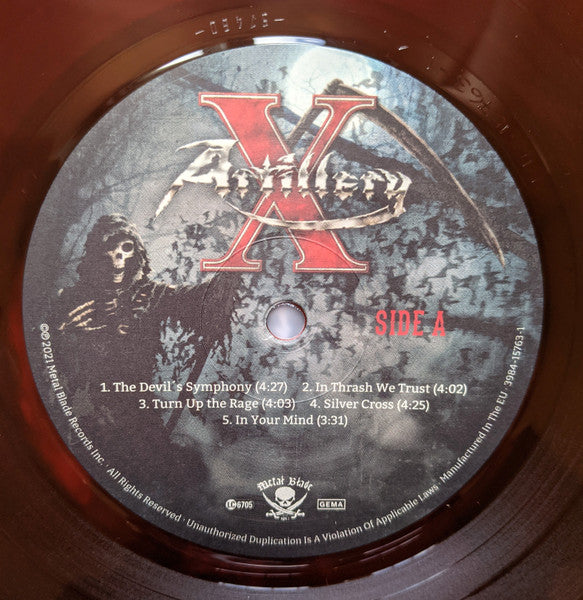 X
Artillery
SIDE A
1. The Devil´s Symphony (4:27) 2. In Thrash We Trust (4:02)
3. Turn Up the Rage (4:03) 4. Silver Cross (4:25)
5. In Your Mind (3:31)
Metal Blade
LC 6705
GEMA
℗© 2021 Metal Blade Records Inc. · All Rights Reserved · Unauthorized Duplication Is A Violation Of Applicable Laws · Manufactured In The EU · 3984-15763-1